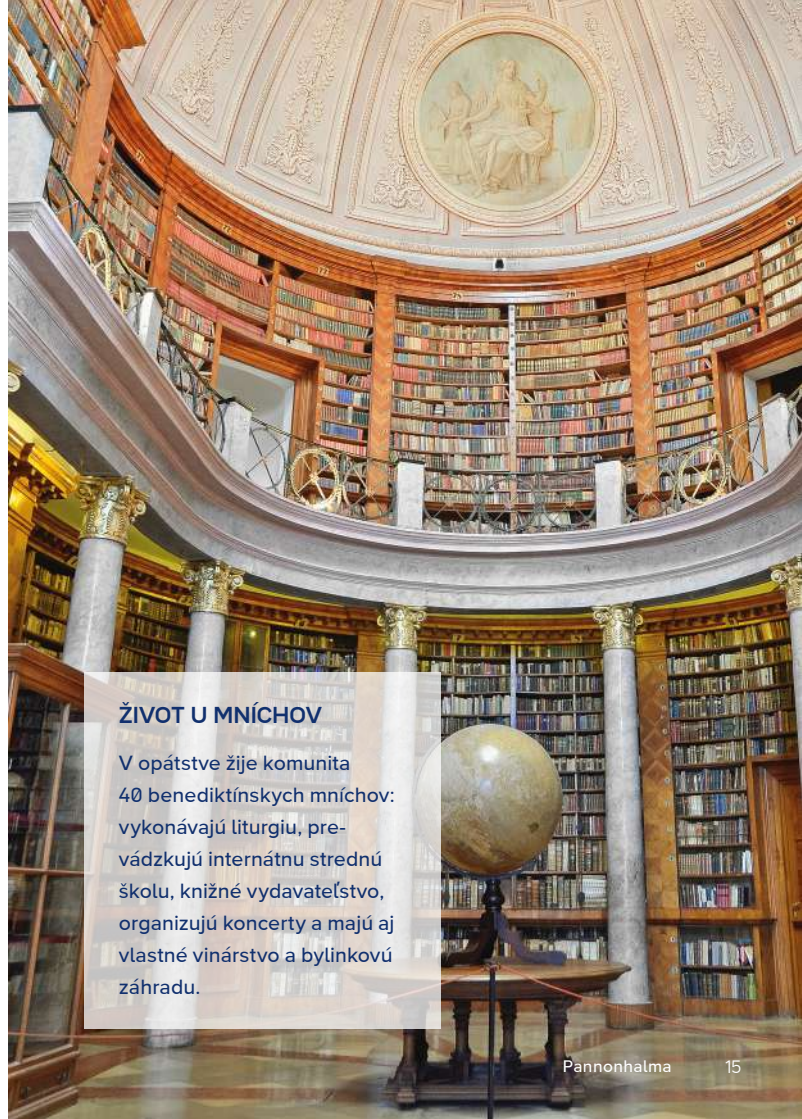 ŽIVOT U MNÍCHOV
V opátstve žije komunita
40 benediktínskych mníchov:
vykonávajú liturgiu, pre-
vádzkujú internátnu strednú
školu, knižné vydavateľstvo,
organizujú koncerty a majú aj
vlastné vinárstvo a bylinkovú
záhradu.
Pannonhalma 15